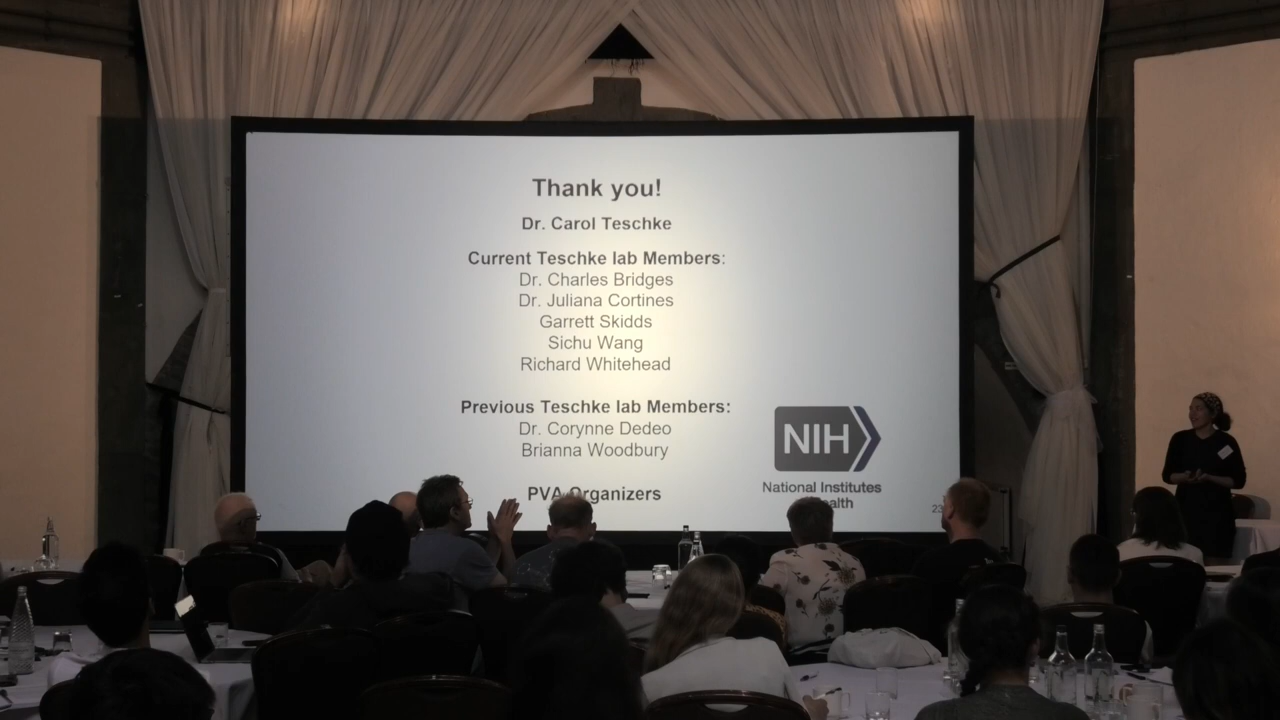 Thank you!
Dr. Carol Teschke
Current Teschke lab Members:
Dr. Charles Bridges
Dr. Juliana Cortines
Garrett Skidds
Sichu Wang
Richard Whitehead
Previous Teschke lab Members:
Dr. Corynne Dedeo
Brianna Woodbury
PVA Organizers
NIH
National Institutes
23